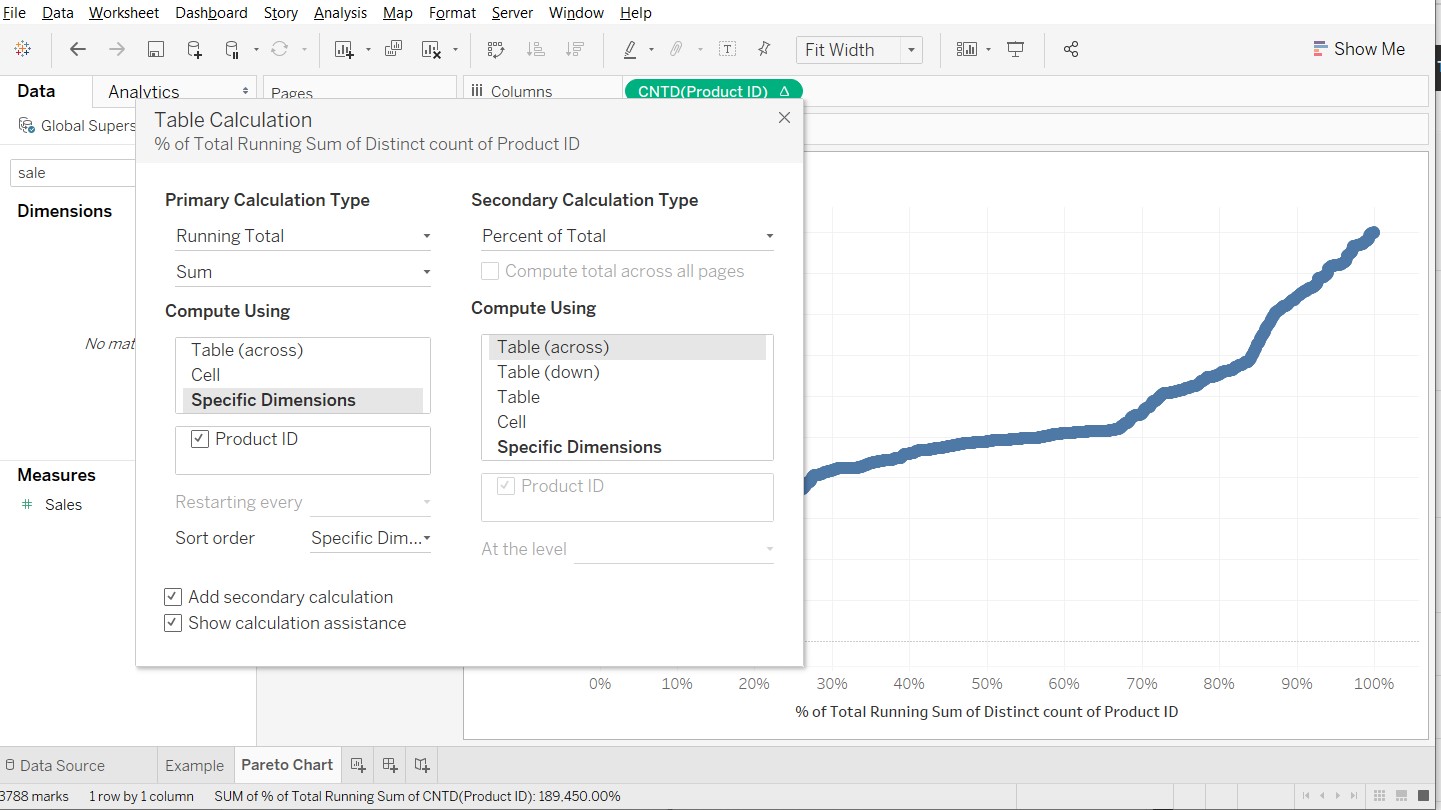 File Data Worksheet Dashboard Story Analysis Map Format Server Window Help
Fit Width
Show Me
Data Analytics
Pages
Columns
CNTD(Product ID) Δ
Global Supers
sale
Dimensions
No mat
Measures
# Sales
Table Calculation
% of Total Running Sum of Distinct count of Product ID
Primary Calculation Type
Running Total
Sum
Compute Using
Table (across)
Cell
Specific Dimensions
Product ID
Restarting every
Sort order Specific Dim...
Add secondary calculation
Show calculation assistance
Secondary Calculation Type
Percent of Total
Compute total across all pages
Compute Using
Table (across)
Table (down)
Table
Cell
Specific Dimensions
Product ID
At the level
0% 10% 20% 30% 40% 50% 60% 70% 80% 90% 100%
% of Total Running Sum of Distinct count of Product ID
Data Source Example Pareto Chart
3788 marks 1 row by 1 column SUM of % of Total Running Sum of CNTD(Product ID): 189,450.00%